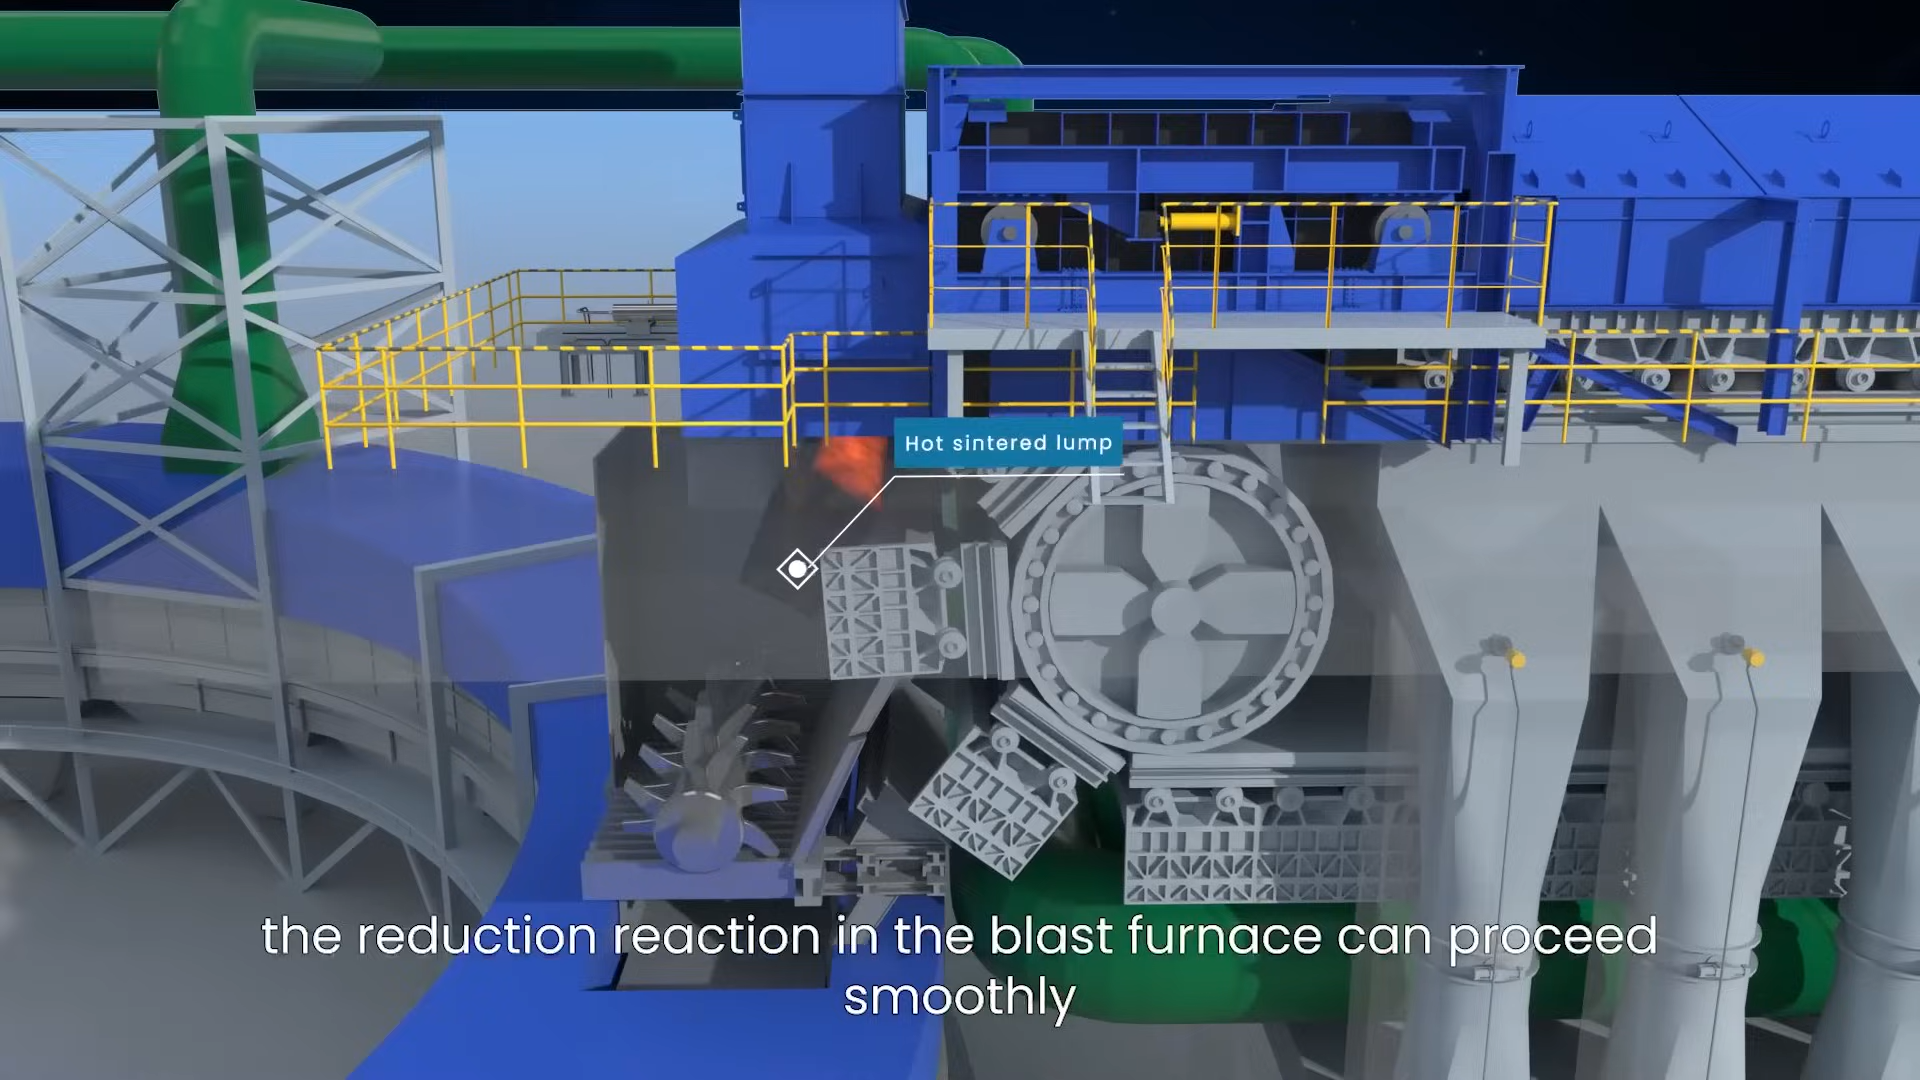 Hot sintered lump
the reduction reaction in the blast furnace can proceed
smoothly